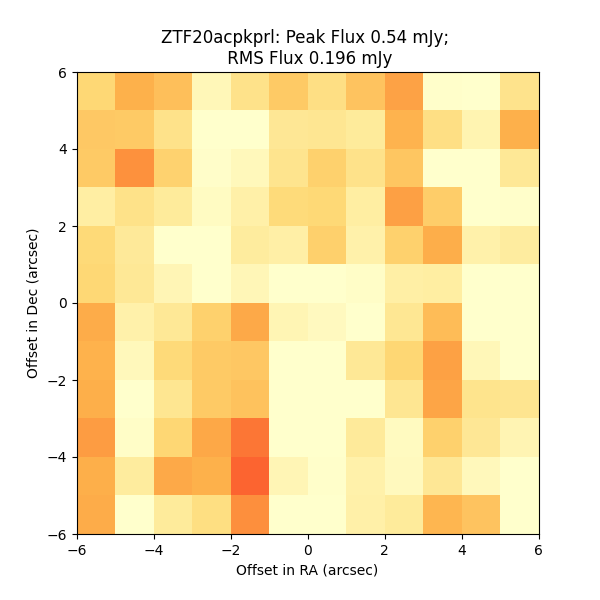 ZTF20acpkprl: Peak Flux 0.54 mJy;
RMS Flux 0.196 mJy
6
4
2
0
−2
−4
−6
Offset in Dec (arcsec)
−6 −4 −2 0 2 4 6
Offset in RA (arcsec)